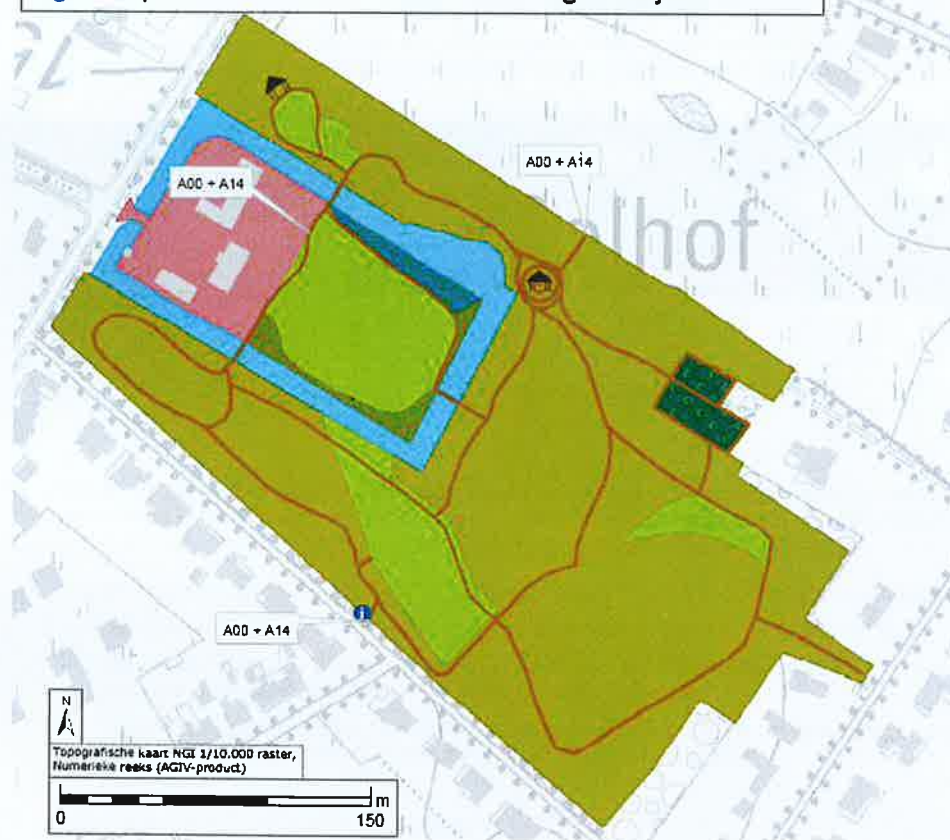 A00 + A14
A00 + A14
lhof
A00 + A14
N
Topografische kaart NGI 1/10.000 raster,
Numerieke reeks (AGIV-product)
m
0 150